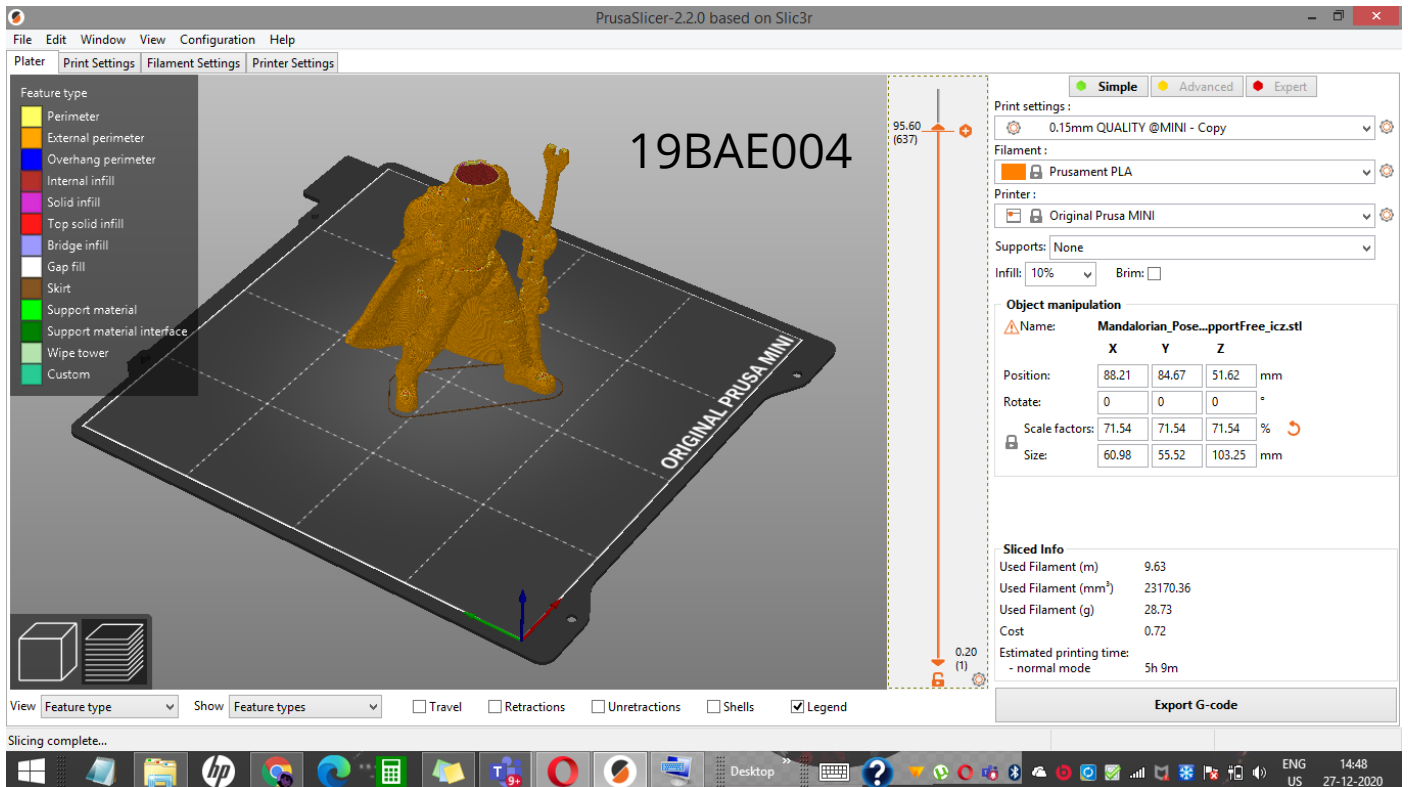 PrusaSlicer-2.2.0 based on Slic3r
File Edit Window View Configuration Help
Plater Print Settings Filament Settings Printer Settings
Feature type
Perimeter
External perimeter
Overhang perimeter
Internal infill
Solid infill
Top solid infill
Bridge infill
Gap fill
Skirt
Support material
Support material interface
Wipe tower
Custom
19BAE004
ORIGINAL PRUSA MINI
95.60
(637)
0.20
(1)
Simple Advanced Expert
Print settings :
0.15mm QUALITY @MINI - Copy
Filament :
Prusament PLA
Printer :
Original Prusa MINI
Supports: None
Infill: 10% Brim:
Object manipulation
Name: Mandalorian_Pose...pportFree_icz.stl
X Y Z
Position: 88.21 84.67 51.62 mm
Rotate: 0 0 0 °
Scale factors: 71.54 71.54 71.54 %
Size: 60.98 55.52 103.25 mm
Sliced Info
Used Filament (m) 9.63
Used Filament (mm³) 23170.36
Used Filament (g) 28.73
Cost 0.72
Estimated printing time:
- normal mode 5h 9m
Export G-code
View Feature type Show Feature types Travel Retractions Unretractions Shells Legend
Slicing complete...
hp
9+
Desktop »
ENG 14:48
US 27-12-2020